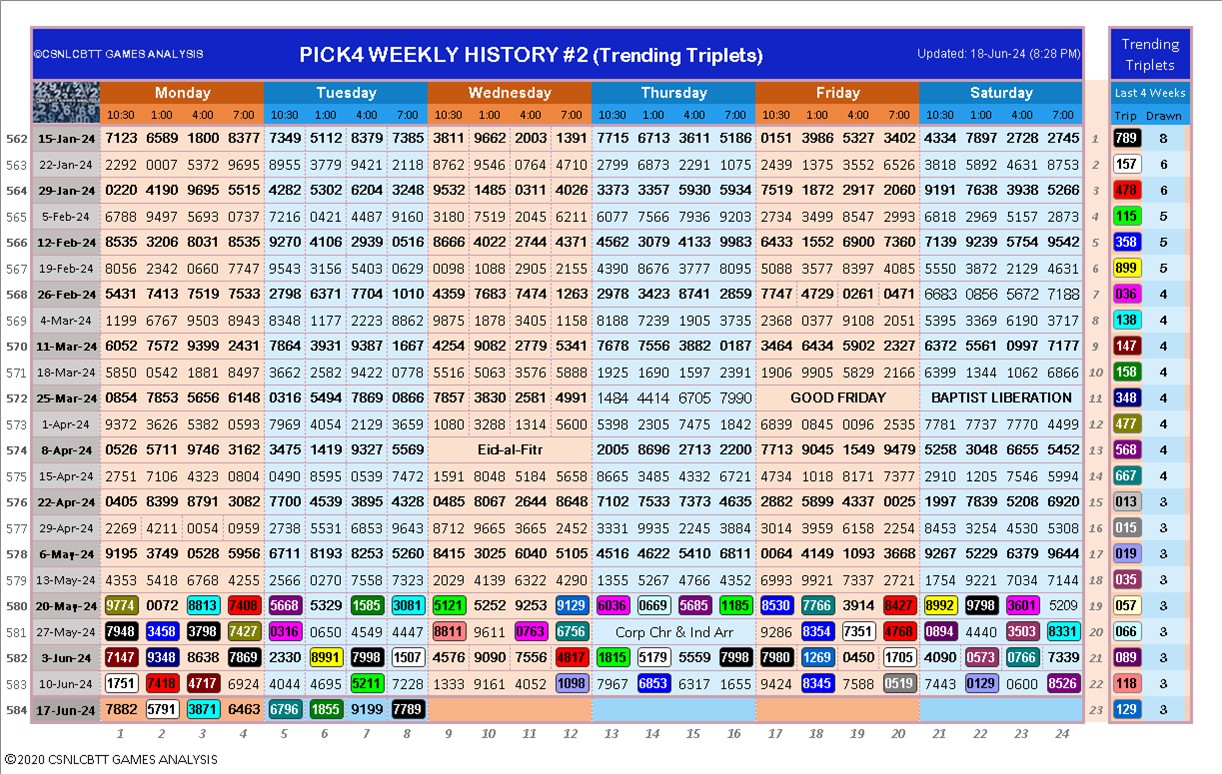 ©CSNLCBTT GAMES ANALYSIS PICK4 WEEKLY HISTORY #2 (Trending Triplets) Updated: 18-Jun-24 (8:28 PM) Trending
Triplets
Monday Tuesday Wednesday Thursday Friday Saturday Last 4 Weeks
10:30 1:00 4:00 7:00 10:30 1:00 4:00 7:00 10:30 1:00 4:00 7:00 10:30 1:00 4:00 7:00 10:30 1:00 4:00 7:00 10:30 1:00 4:00 7:00 Trip Drawn
562 15-Jan-24 7123 6589 1800 8377 7349 5112 8379 7385 3811 9662 2003 1391 7715 6713 3611 5186 0151 3986 5327 3402 4334 7897 2728 2745 1 789 8
563 22-Jan-24 2292 0007 5372 9695 8955 3779 9421 2118 0762 9546 0764 4710 2799 6873 2291 1075 2439 1375 3552 6526 3818 5892 4631 8753 2 157 6
564 29-Jan-24 0220 4190 9695 5515 4282 5302 6204 3248 9532 1485 0311 4026 3373 3357 5930 5934 7519 1872 2917 2060 9191 7638 3938 5266 3 478 6
565 5-Feb-24 6788 9497 5693 0737 7216 0421 4487 9160 3180 7519 2045 6211 6077 7566 7936 9203 2734 3499 8547 2993 6818 2969 5157 2873 4 115 5
566 12-Feb-24 8535 3206 8031 8535 9270 4106 2939 0516 8666 4022 2744 4371 4562 3079 4133 9983 6433 1552 6900 7360 7139 9239 5754 9542 5 358 5
567 19-Feb-24 8056 2342 0660 7747 9543 3156 5403 0629 0098 1088 2905 2155 4390 8676 3777 8095 5088 3577 8397 4085 5550 3872 2129 4631 6 899 5
568 26-Feb-24 5431 7413 7519 7533 2798 6371 7704 1010 4359 7683 7474 1263 2978 3423 8741 2859 7747 4729 0261 0471 6683 0856 5672 7188 7 036 4
569 4-Mar-24 1199 6767 9503 8943 8348 1177 2223 8862 9875 1878 3405 1158 8188 7239 1905 3735 2368 0377 9108 2051 5395 3369 6190 3717 8 138 4
570 11-Mar-24 6052 7572 9399 2431 7864 3931 9387 1667 4254 9082 2779 5341 7678 7556 3882 0187 3464 6434 5902 2327 6372 5561 0997 7177 9 147 4
571 18-Mar-24 5850 0542 1881 8497 3662 2582 9422 0778 5516 5063 3576 5888 1925 1690 1597 2391 1906 9905 5829 2166 6399 1344 1062 6866 10 158 4
572 25-Mar-24 0854 7853 5656 6148 0316 5494 7869 0886 7857 3830 2581 4991 1484 4414 6705 7990 GOOD FRIDAY BAPTIST LIBERATION 11 348 4
573 1-Apr-24 9372 3626 5382 0593 7969 4054 2129 3659 1080 3288 1314 5600 5398 2305 7475 1842 6839 0845 0096 2535 7781 7737 7770 4499 12 477 4
574 8-Apr-24 0526 5711 9746 3162 3475 1419 9327 5569 Eid-al-Fitr 2005 8696 2713 2200 7713 9045 1549 9479 5258 3048 6655 5452 13 568 4
575 15-Apr-24 2751 7106 4323 0804 0490 8595 0539 7472 1591 8048 5184 5658 8665 3485 4332 6721 4734 1018 8171 7377 2910 1205 7546 5994 14 667 4
576 22-Apr-24 0405 8399 8791 3082 7700 4539 3895 4328 0485 8067 2644 8648 7102 7533 7373 4635 2882 5899 4337 0025 1997 7839 5208 6920 15 013 3
577 29-Apr-24 2269 4211 0054 0959 2738 5531 6853 9643 9712 9665 3665 2452 3331 9935 2245 3884 3014 3959 6158 2254 8453 3254 4530 5308 16 015 3
578 6-May-24 9195 3749 0528 5956 6711 8193 8253 5260 8415 3025 6040 5105 4516 4622 5410 6811 0064 4149 1093 3668 9267 5229 6379 9644 17 019 3
579 13-May-24 4353 5418 6768 4255 2566 0270 7558 7323 2029 4139 6322 4290 1355 5267 4766 4352 6993 9921 7337 2721 1754 9221 7034 7144 18 035 3
580 20-May-24 9774 0072 8813 7408 5668 5329 1585 3081 5121 5252 9253 9129 6036 0669 5685 1185 8530 7766 3914 8427 8992 9798 3601 5209 19 057 3
581 27-May-24 7948 3458 3798 7427 0316 0650 4549 4447 8811 9611 0763 6756 Corp Chr & Ind Arr 9286 8354 7351 4768 0894 4440 3503 8331 20 066 3
582 3-Jun-24 7147 9348 8638 7869 2330 8991 7998 1507 4576 9090 7556 4817 1815 5179 5559 7998 7980 1269 0450 1705 4090 0573 0766 7339 21 089 3
583 10-Jun-24 1751 7418 4717 6924 4044 4695 5211 7228 1333 9161 4052 1098 7967 6853 6317 1655 9424 8345 7588 0519 7443 0129 0600 8526 22 118 3
584 17-Jun-24 7882 5791 3871 6463 6796 1855 9199 7789 23 129 3
1 2 3 4 5 6 7 8 9 10 11 12 13 14 15 16 17 18 19 20 21 22 23 24
©2020 CSNLCBTT GAMES ANALYSIS